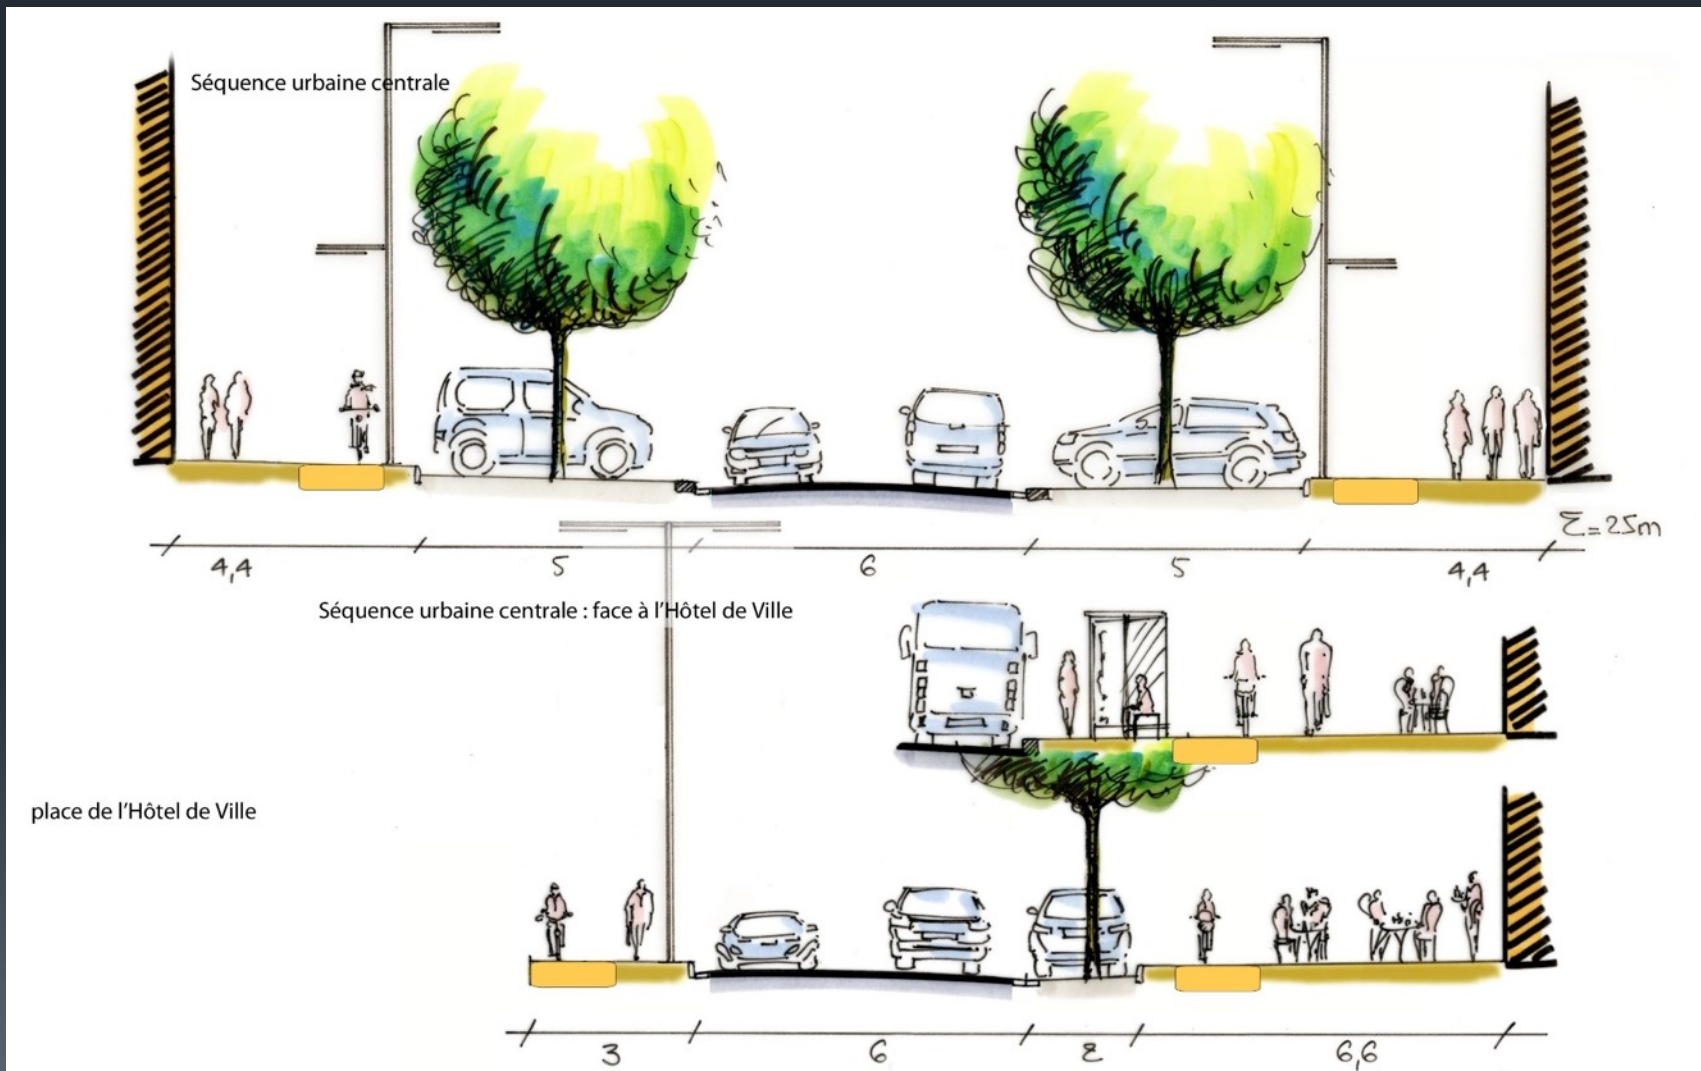 Séquence urbaine centrale
Σ=25m
4,4 5 6 5 4,4
Séquence urbaine centrale : face à l'Hôtel de Ville
place de l'Hôtel de Ville
3 6 2 6,6